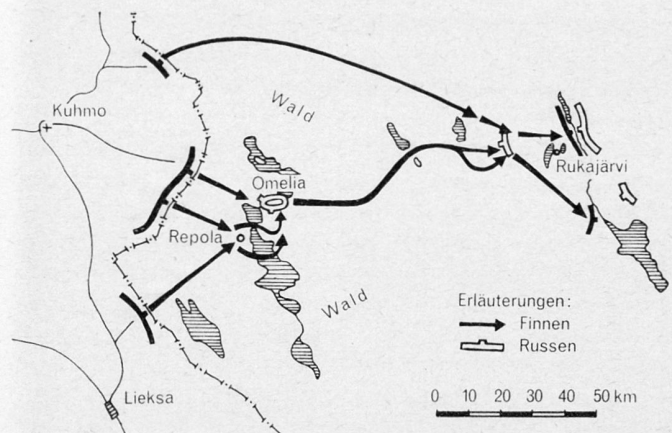 Kuhmo
Wald
Omelia
Rukajärvi
Repola
Wald
Erläuterungen:
Finnen
Russen
Lieksa
0 10 20 30 40 50 km